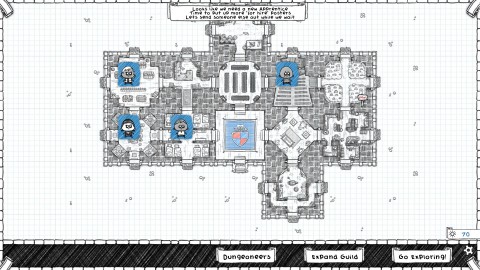 Looks like we need a new Apprentice
Time to put up more "for hire" posters
Lets send someone else out while we wait
70
Dungeoneers
Expand Guild
Go Exploring!